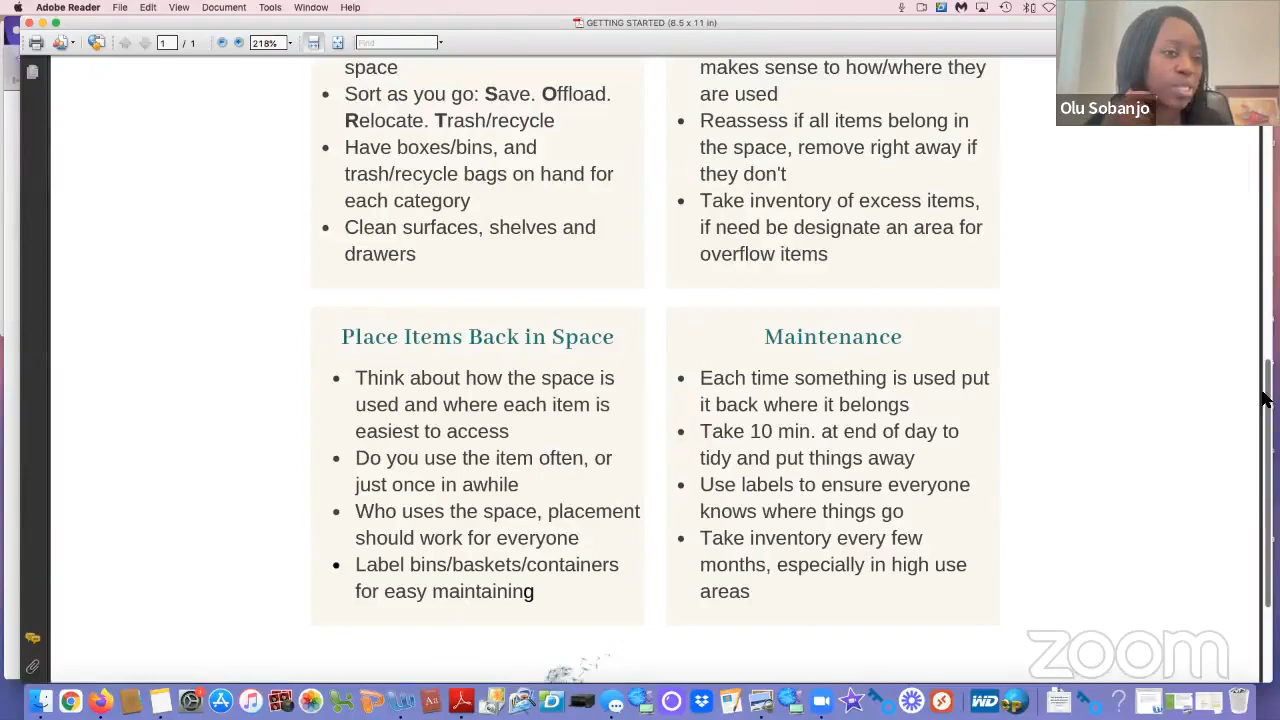 Adobe Reader File Edit View Document Tools Window Help
GETTING STARTED (8.5 x 11 in)
1 / 1 218% Find
space
Sort as you go: Save. Offload.
Relocate. Trash/recycle
Have boxes/bins, and
trash/recycle bags on hand for
each category
Clean surfaces, shelves and
drawers
makes sense to how/where they
are used
Reassess if all items belong in
the space, remove right away if
they don't
Take inventory of excess items,
if need be designate an area for
overflow items
Olu Sobanjo
Place Items Back in Space
Think about how the space is
used and where each item is
easiest to access
Do you use the item often, or
just once in awhile
Who uses the space, placement
should work for everyone
Label bins/baskets/containers
for easy maintaining
Maintenance
Each time something is used put
it back where it belongs
Take 10 min. at end of day to
tidy and put things away
Use labels to ensure everyone
knows where things go
Take inventory every few
months, especially in high use
areas
zoom
WD